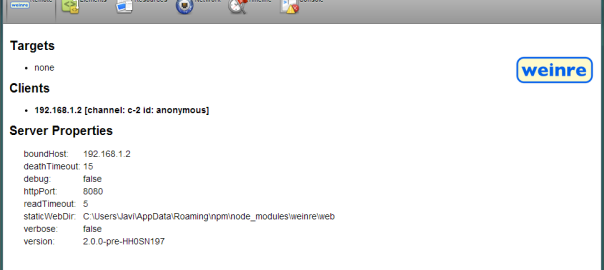 weinre Remote Elements Resources Network Timeline Console
Targets
none
weinre
Clients
192.168.1.2 [channel: c-2 id: anonymous]
Server Properties
boundHost: 192.168.1.2
deathTimeout: 15
debug: false
httpPort: 8080
readTimeout: 5
staticWebDir: C:\Users\Javi\AppData\Roaming\npm\node_modules\weinre\web
verbose: false
version: 2.0.0-pre-HH0SN197